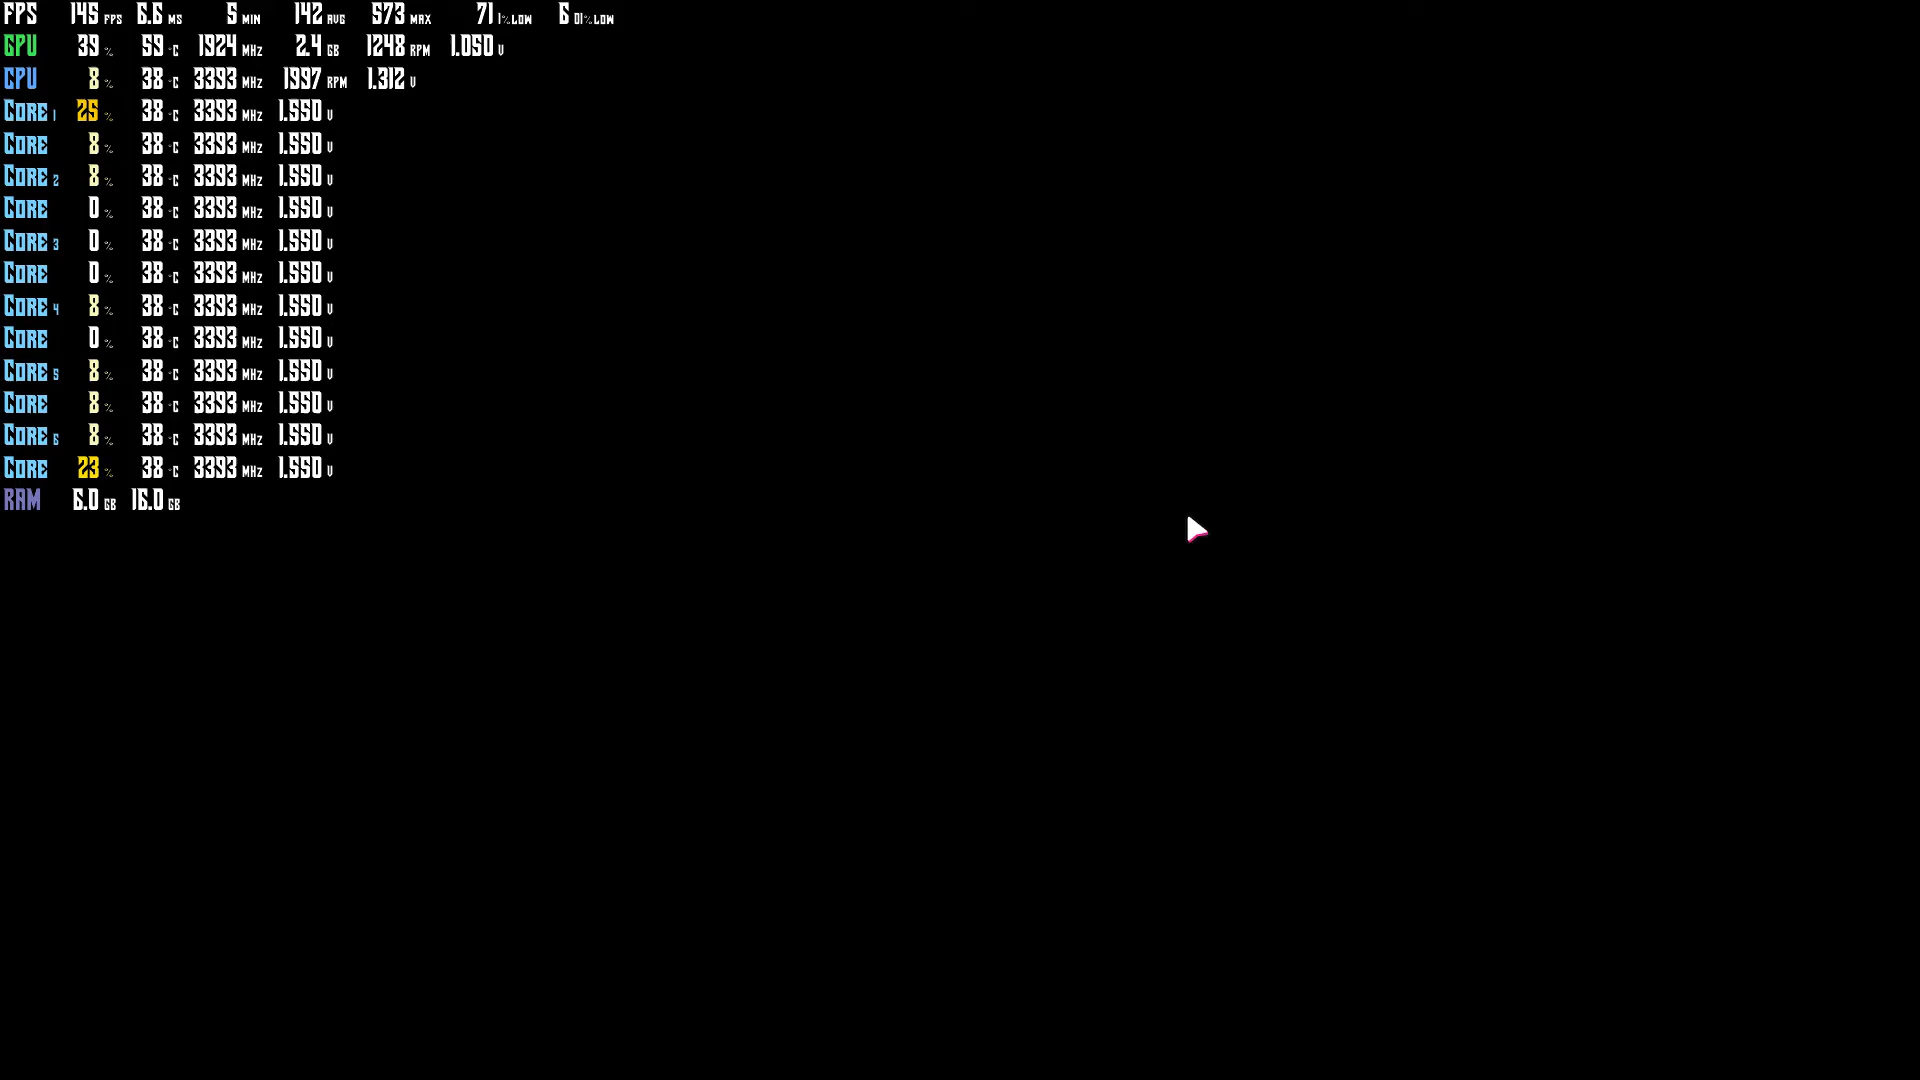 FPS 145 FPS 6.6 MS 5 MIN 142 AVG 573 MAX 71 1%LOW 6 01%LOW
GPU 39 % 59 °C 1924 MHZ 2.4 GB 1248 RPM 1.050 V
CPU 8 % 38 °C 3393 MHZ 1997 RPM 1.312 V
CORE 1 25 % 38 °C 3393 MHZ 1.550 V
CORE 8 % 38 °C 3393 MHZ 1.550 V
CORE 2 8 % 38 °C 3393 MHZ 1.550 V
CORE 0 % 38 °C 3393 MHZ 1.550 V
CORE 3 0 % 38 °C 3393 MHZ 1.550 V
CORE 0 % 38 °C 3393 MHZ 1.550 V
CORE 4 8 % 38 °C 3393 MHZ 1.550 V
CORE 0 % 38 °C 3393 MHZ 1.550 V
CORE 5 8 % 38 °C 3393 MHZ 1.550 V
CORE 8 % 38 °C 3393 MHZ 1.550 V
CORE 6 8 % 38 °C 3393 MHZ 1.550 V
CORE 23 % 38 °C 3393 MHZ 1.550 V
RAM 6.0 GB 16.0 GB